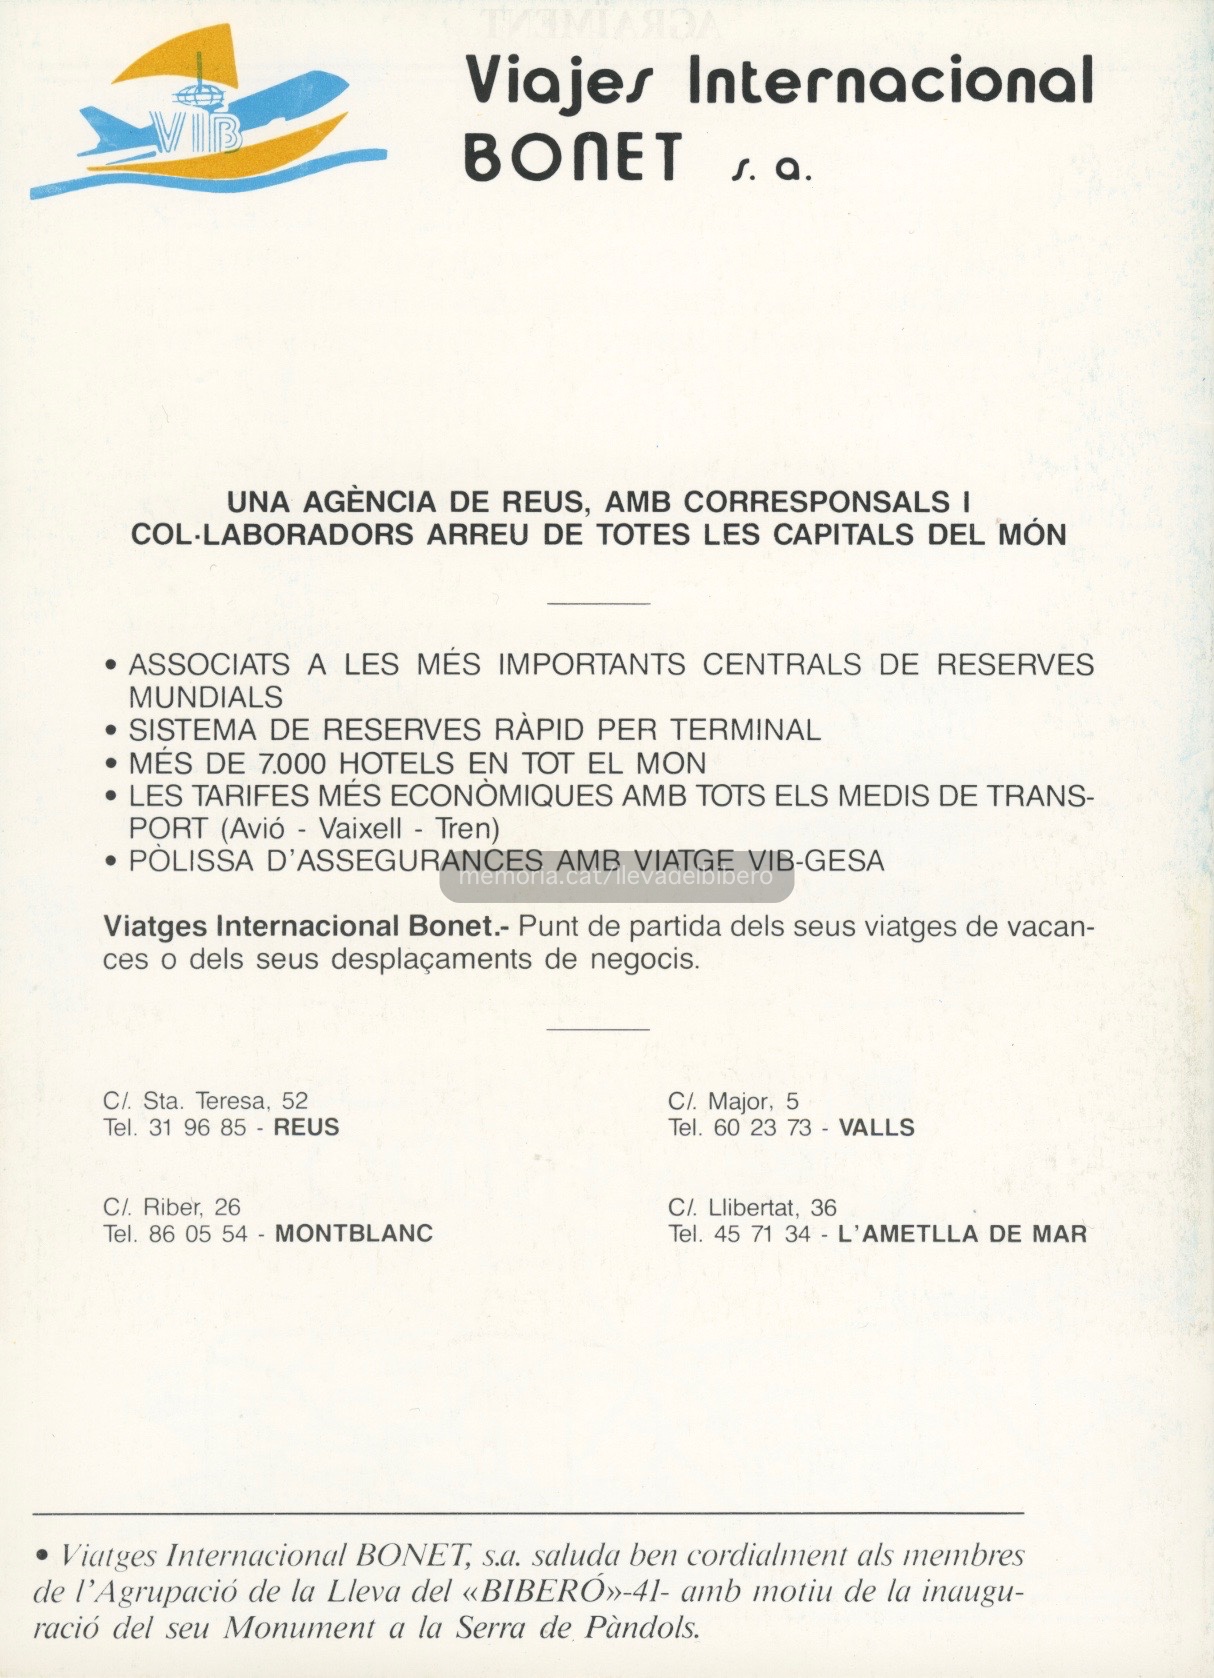 AGRAÏMENT
VIB
Viajes Internacional
BONET s. a.
UNA AGÈNCIA DE REUS, AMB CORRESPONSALS I
COL·LABORADORS ARREU DE TOTES LES CAPITALS DEL MÓN
• ASSOCIATS A LES MÉS IMPORTANTS CENTRALS DE RESERVES
MUNDIALS
• SISTEMA DE RESERVES RÀPID PER TERMINAL
• MÉS DE 7.000 HOTELS EN TOT EL MON
• LES TARIFES MÉS ECONÒMIQUES AMB TOTS ELS MEDIS DE TRANS-
PORT (Avió - Vaixell - Tren)
• PÒLISSA D'ASSEGURANCES AMB VIATGE VIB-GESA
memoria.cat/llevadelbibero
Viatges Internacional Bonet.- Punt de partida dels seus viatges de vacan-
ces o dels seus desplaçaments de negocis.
C/. Sta. Teresa, 52
Tel. 31 96 85 - REUS
C/. Major, 5
Tel. 60 23 73 - VALLS
C/. Riber, 26
Tel. 86 05 54 - MONTBLANC
C/. Llibertat, 36
Tel. 45 71 34 - L'AMETLLA DE MAR
• Viatges Internacional BONET, s.a. saluda ben cordialment als membres
de l'Agrupació de la Lleva del «BIBERÓ»-41- amb motiu de la inaugu-
ració del seu Monument a la Serra de Pàndols.